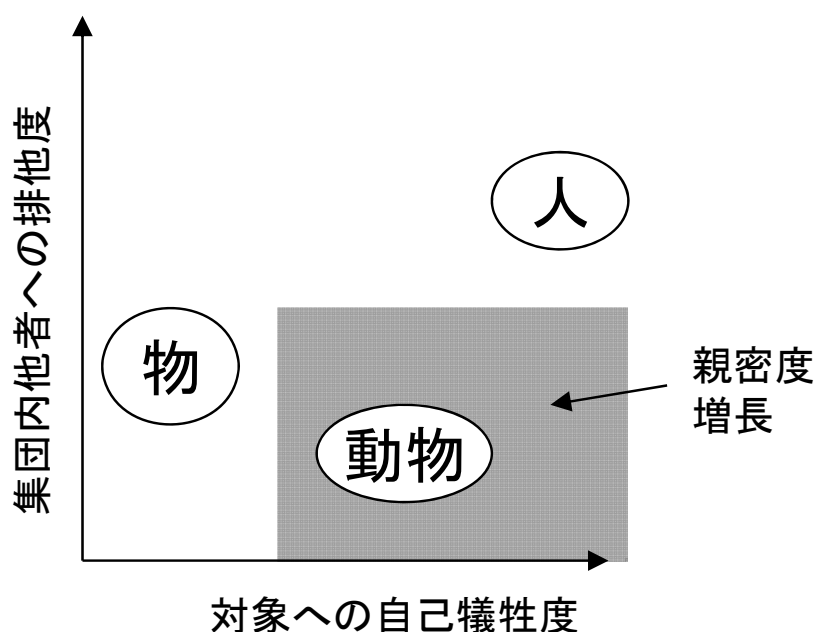 集団内他者への排他度
人
物
動物
親密度
増長
対象への自己犠牲度